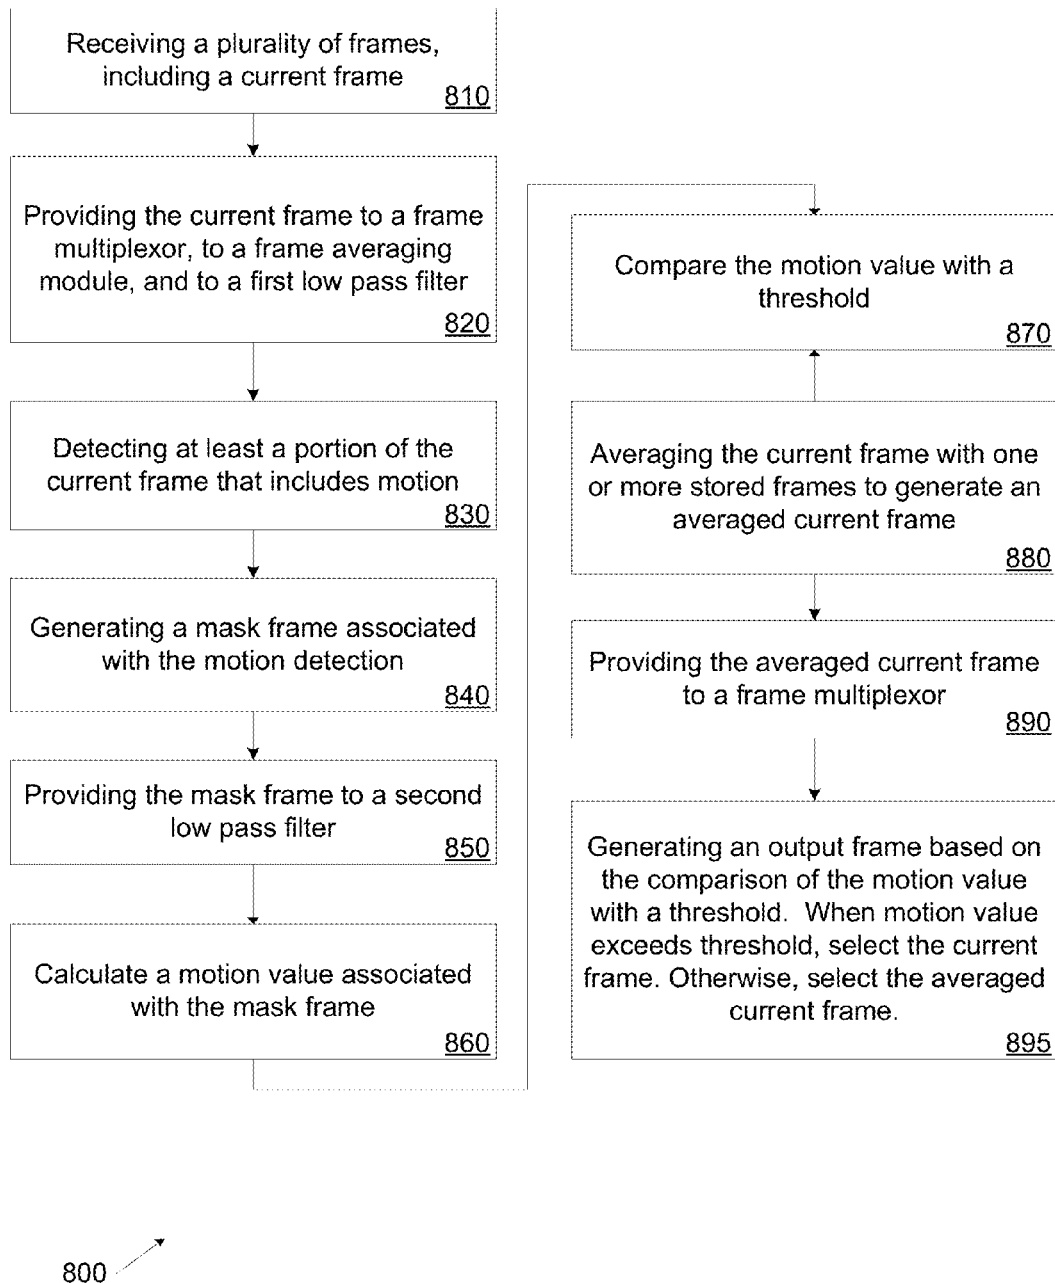 Receiving a plurality of frames,
including a current frame
810
Providing the current frame to a frame
multiplexor, to a frame averaging
module, and to a first low pass filter
820
Detecting at least a portion of the
current frame that includes motion
830
Generating a mask frame associated
with the motion detection
840
Providing the mask frame to a second
low pass filter
850
Calculate a motion value associated
with the mask frame
860
Compare the motion value with a
threshold
870
Averaging the current frame with one
or more stored frames to generate an
averaged current frame
880
Providing the averaged current frame
to a frame multiplexor
890
Generating an output frame based on
the comparison of the motion value
with a threshold. When motion value
exceeds threshold, select the current
frame. Otherwise, select the averaged
current frame.
895
800